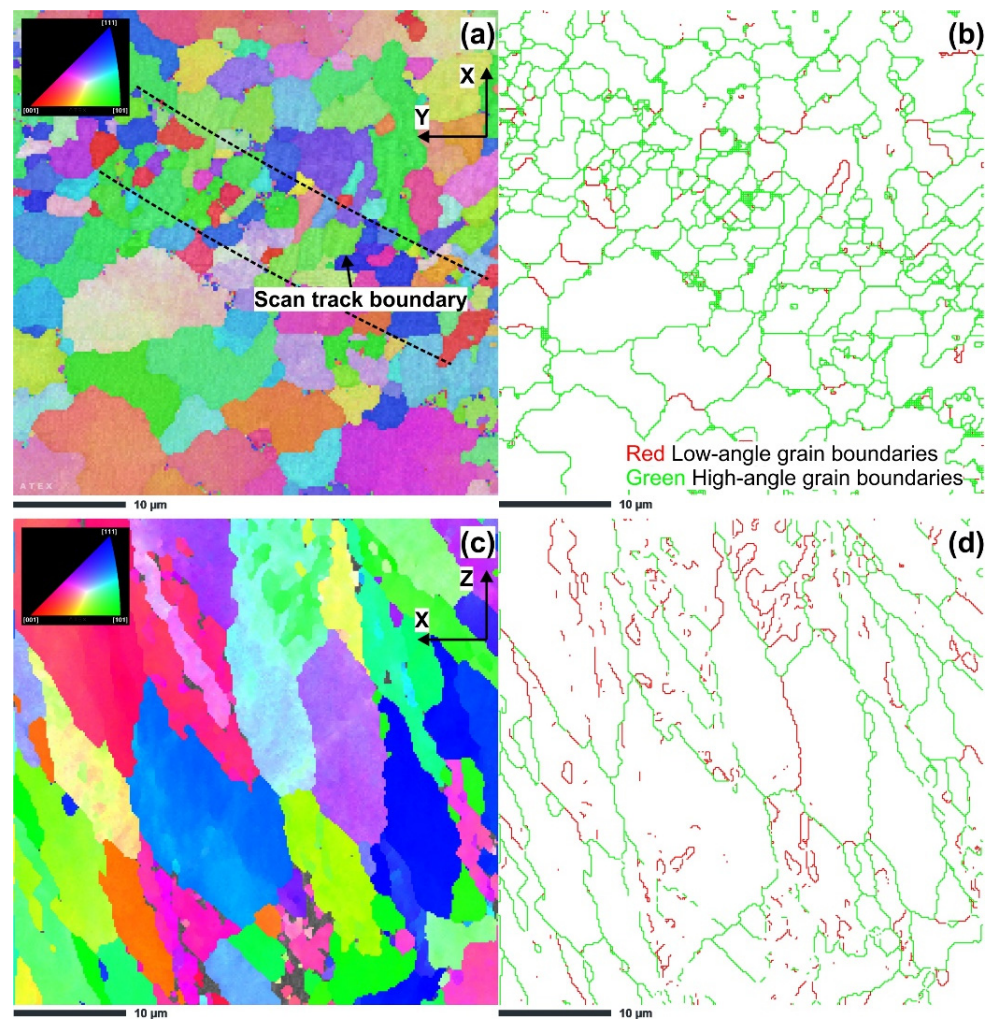 [111]
(a)
(b)
X
Y
[001]
[101]
Scan track boundary
Red Low-angle grain boundaries
Green High-angle grain boundaries
ATEX
10 µm
10 µm
[111]
(c)
(d)
Z
X
[001]
[101]
10 µm
10 µm